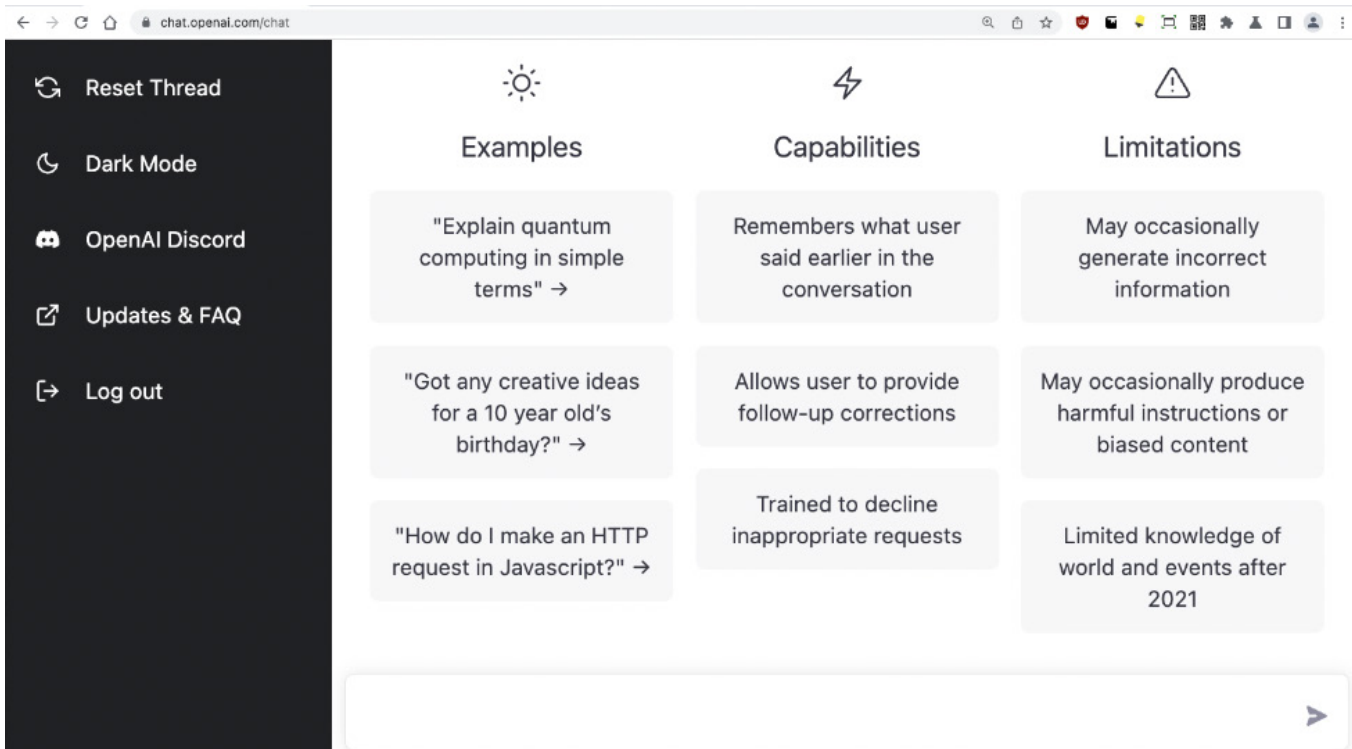 chat.openai.com/chat
Reset Thread
Dark Mode
OpenAI Discord
Updates & FAQ
Log out
Examples
"Explain quantum
computing in simple
terms" →
"Got any creative ideas
for a 10 year old's
birthday?" →
"How do I make an HTTP
request in Javascript?" →
Capabilities
Remembers what user
said earlier in the
conversation
Allows user to provide
follow-up corrections
Trained to decline
inappropriate requests
Limitations
May occasionally
generate incorrect
information
May occasionally produce
harmful instructions or
biased content
Limited knowledge of
world and events after
2021